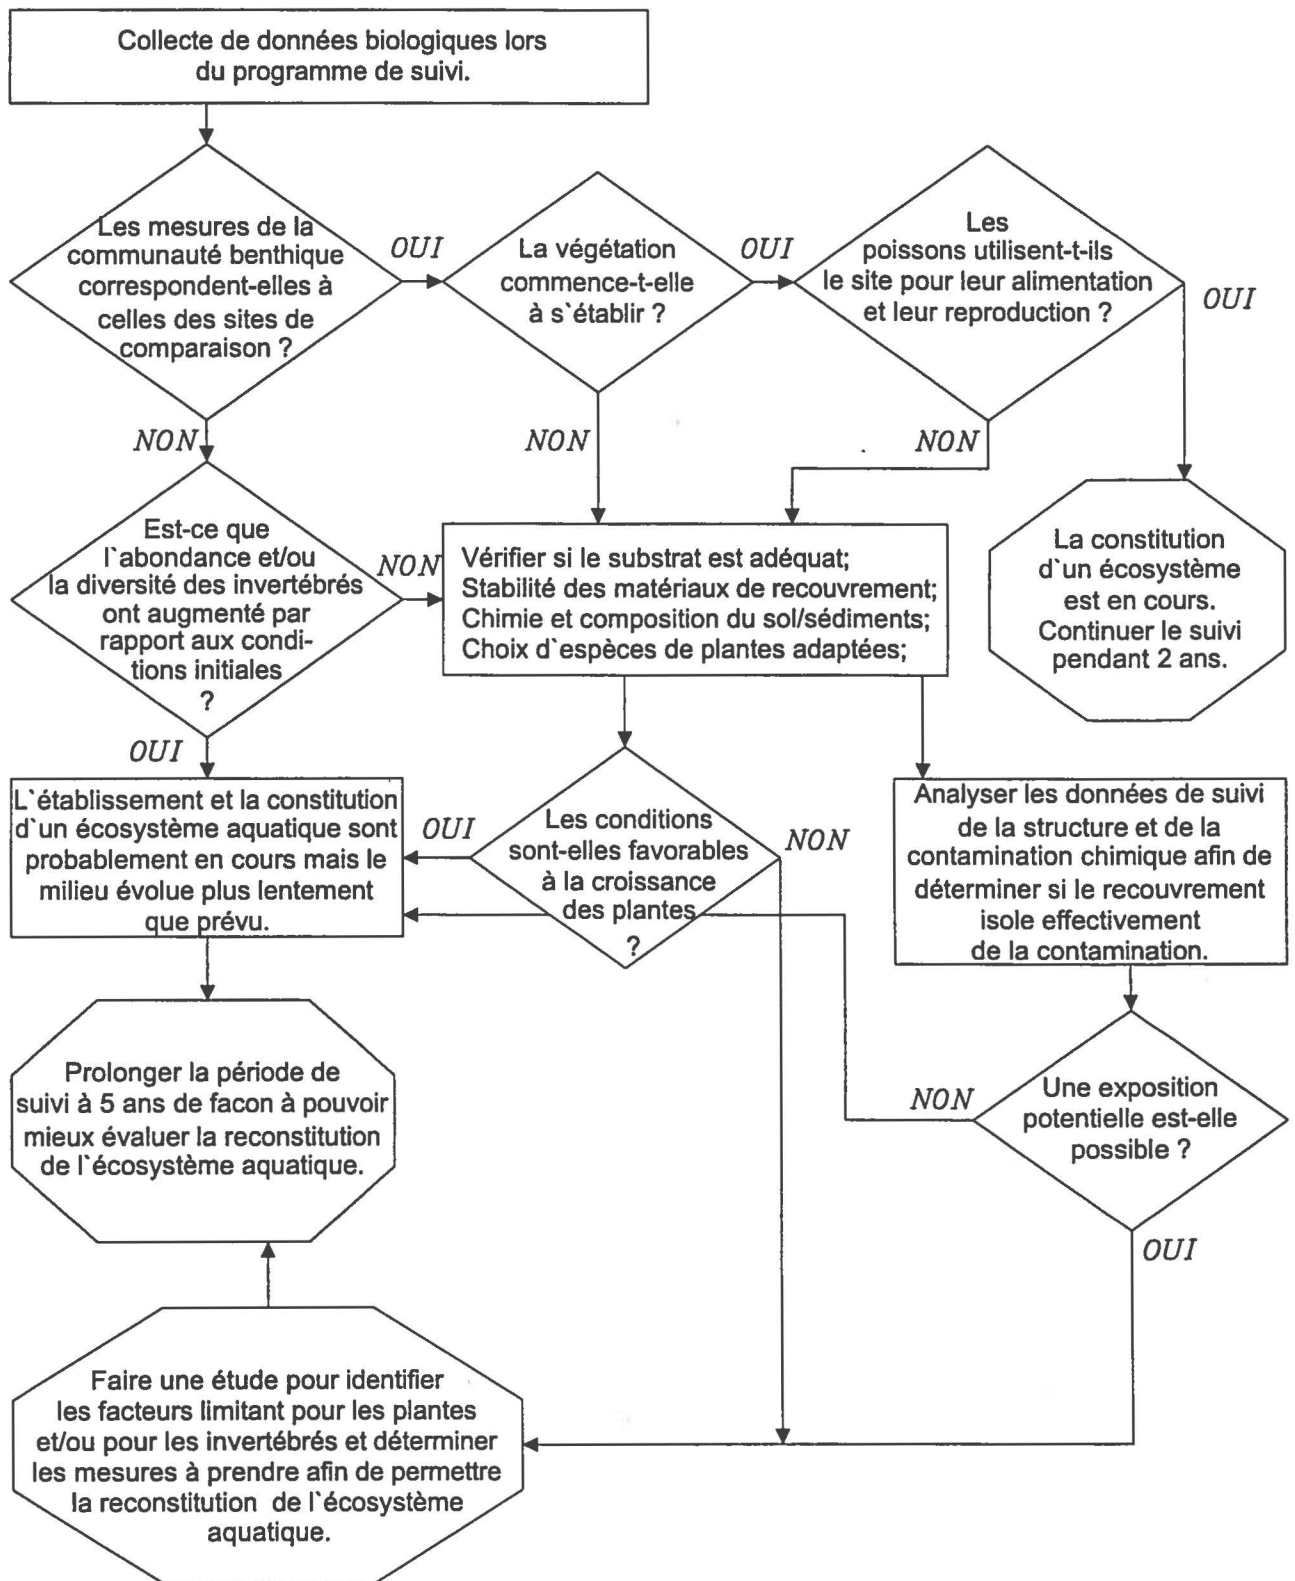 Collecte de données biologiques lors
du programme de suivi.
Les mesures de la
communauté benthique
correspondent-elles à
celles des sites de
comparaison ?
OUI
La végétation
commence-t-elle
à s`établir ?
OUI
Les
poissons utilisent-t-ils
le site pour leur alimentation
et leur reproduction ?
OUI
NON
NON
NON
Est-ce que
l`abondance et/ou
la diversité des invertébrés
ont augmenté par
rapport aux condi-
tions initiales
?
NON
Vérifier si le substrat est adéquat;
Stabilité des matériaux de recouvrement;
Chimie et composition du sol/sédiments;
Choix d`espèces de plantes adaptées;
La constitution
d`un écosystème
est en cours.
Continuer le suivi
pendant 2 ans.
OUI
L`établissement et la constitution
d`un écosystème aquatique sont
probablement en cours mais le
milieu évolue plus lentement
que prévu.
OUI
Les conditions
sont-elles favorables
à la croissance
des plantes
?
NON
Analyser les données de suivi
de la structure et de la
contamination chimique afin de
déterminer si le recouvrement
isole effectivement
de la contamination.
Prolonger la période de
suivi à 5 ans de facon à pouvoir
mieux évaluer la reconstitution
de l`écosystème aquatique.
NON
Une exposition
potentielle est-elle
possible ?
OUI
Faire une étude pour identifier
les facteurs limitant pour les plantes
et/ou pour les invertébrés et déterminer
les mesures à prendre afin de permettre
la reconstitution de l`écosystème
aquatique.